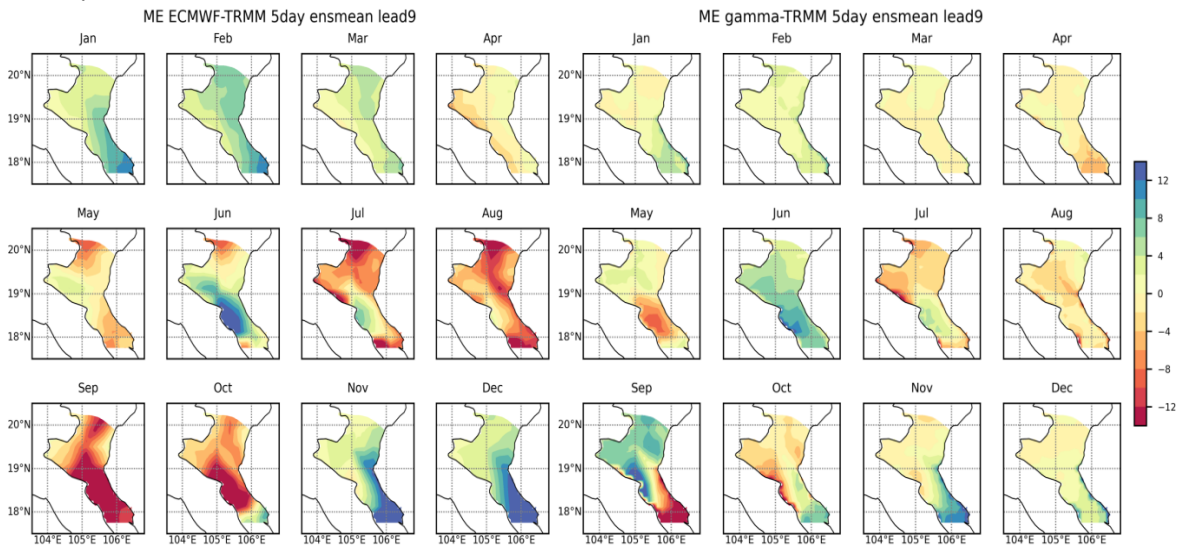 ME ECMWF-TRMM 5day ensmean lead9 ME gamma-TRMM 5day ensmean lead9
Jan Feb Mar Apr Jan Feb Mar Apr
20°N 20°N
19°N 19°N
18°N 18°N
May Jun Jul Aug May Jun Jul Aug
20°N 20°N
19°N 19°N
18°N 18°N
Sep Oct Nov Dec Sep Oct Nov Dec
20°N 20°N
19°N 19°N
18°N 18°N
104°E 105°E 106°E 104°E 105°E 106°E 104°E 105°E 106°E 104°E 105°E 106°E 104°E 105°E 106°E 104°E 105°E 106°E 104°E 105°E 106°E 104°E 105°E 106°E
12
8
4
0
−4
−8
−12